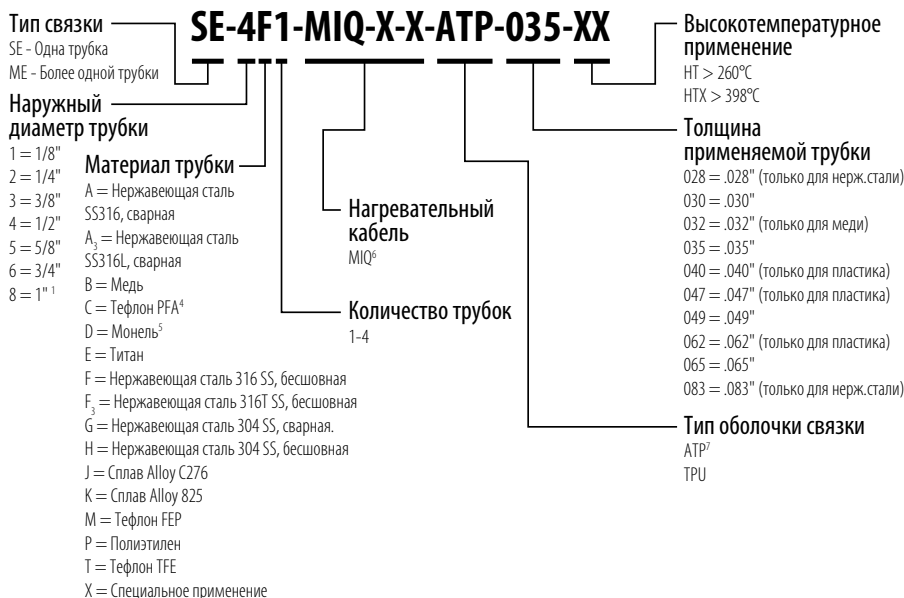 SE-4F1-MIQ-X-X-ATP-035-XX
Тип связки
SE - Одна трубка
ME - Более одной трубки
Наружный
диаметр трубки
1 = 1/8"
2 = 1/4"
3 = 3/8"
4 = 1/2"
5 = 5/8"
6 = 3/4"
8 = 1" ¹
Материал трубки
A = Нержавеющая сталь
SS316, сварная
A₃ = Нержавеющая сталь
SS316L, сварная
B = Медь
C = Тефлон PFA⁴
D = Монель⁵
E = Титан
F = Нержавеющая сталь 316 SS, бесшовная
F₃ = Нержавеющая сталь 316T SS, бесшовная
G = Нержавеющая сталь 304 SS, сварная.
H = Нержавеющая сталь 304 SS, бесшовная
J = Сплав Alloy C276
K = Сплав Alloy 825
M = Тефлон FEP
P = Полиэтилен
T = Тефлон TFE
X = Специальное применение
Нагревательный
кабель
MIQ⁶
Количество трубок
1-4
Высокотемпературное
применение
HT > 260°C
HTX > 398°C
Толщина
применяемой трубки
028 = .028" (только для нерж.стали)
030 = .030"
032 = .032" (только для меди)
035 = .035"
040 = .040" (только для пластика)
047 = .047" (только для пластика)
049 = .049"
062 = .062" (только для пластика)
065 = .065"
083 = .083" (только для нерж.стали)
Тип оболочки связки
ATP⁷
TPU